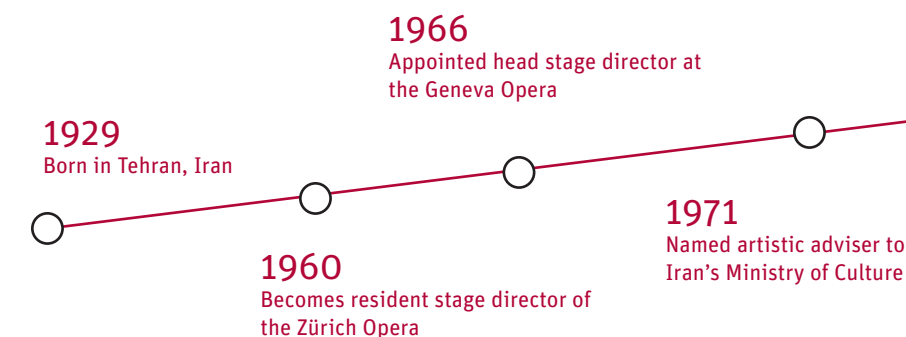 1929
Born in Tehran, Iran
1960
Becomes resident stage director of
the Zürich Opera
1966
Appointed head stage director at
the Geneva Opera
1971
Named artistic adviser to
Iran's Ministry of Culture